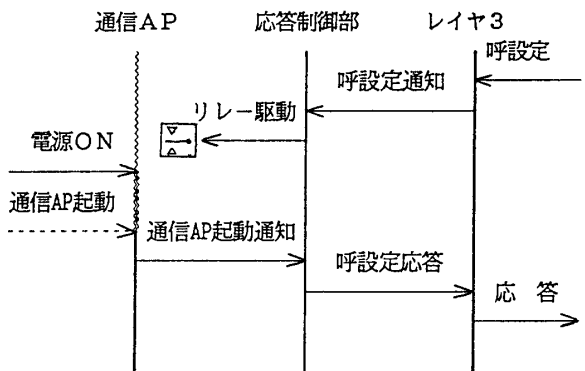 通信ＡＰ 応答制御部 レイヤ３
呼設定
呼設定通知
リレー駆動
電源ＯＮ
通信AP起動
通信AP起動通知
呼設定応答
応 答